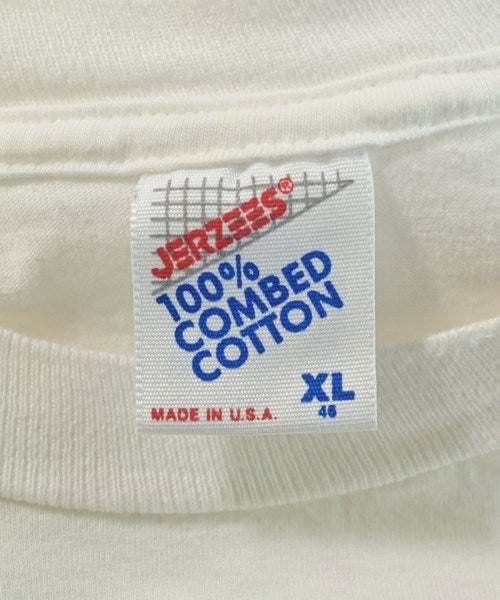 JERZEES®
100%
COMBED
COTTON
XL
46
MADE IN U.S.A.